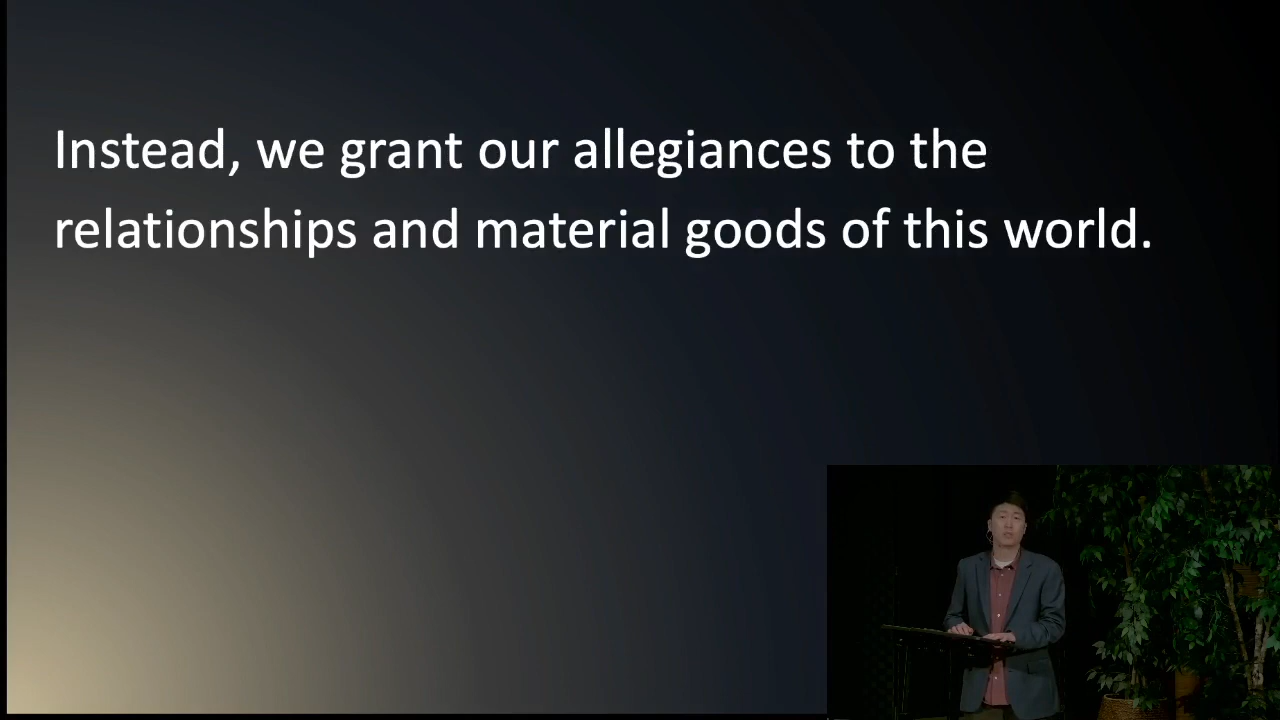 Instead, we grant our allegiances to the
relationships and material goods of this world.